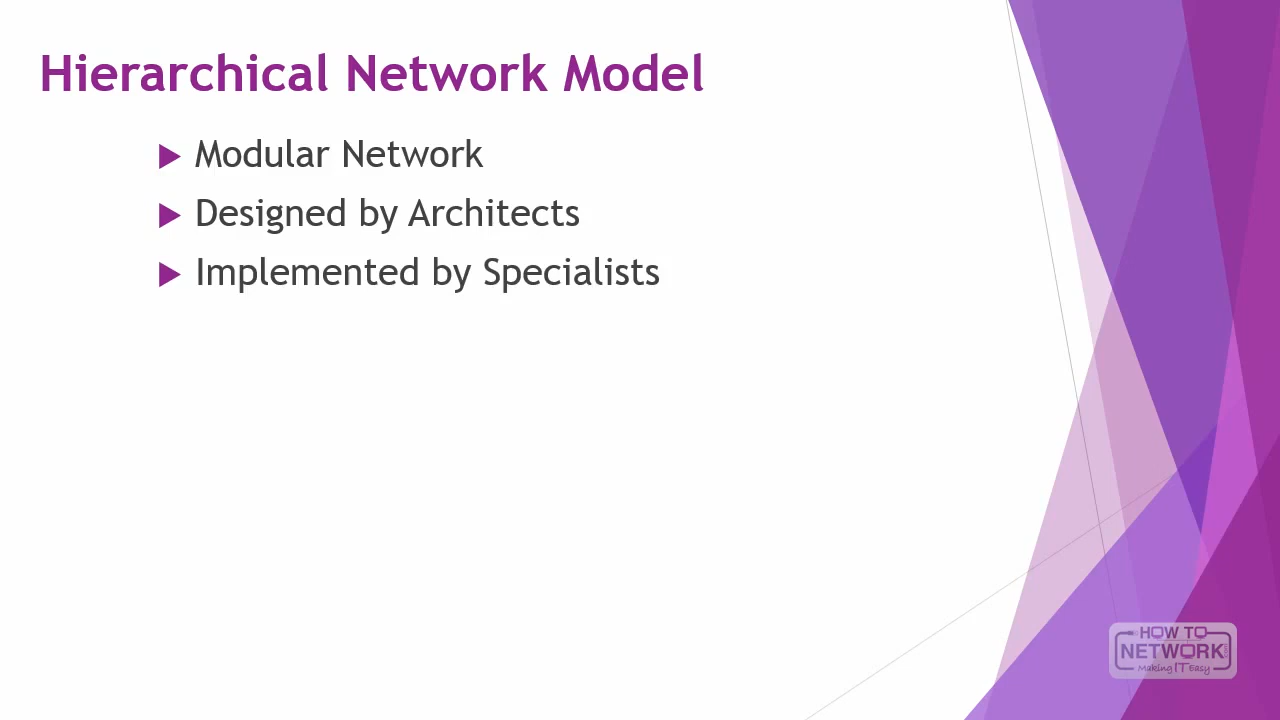 Hierarchical Network Model
Modular Network
Designed by Architects
Implemented by Specialists
HOW TO
NETWORK
Making IT Easy